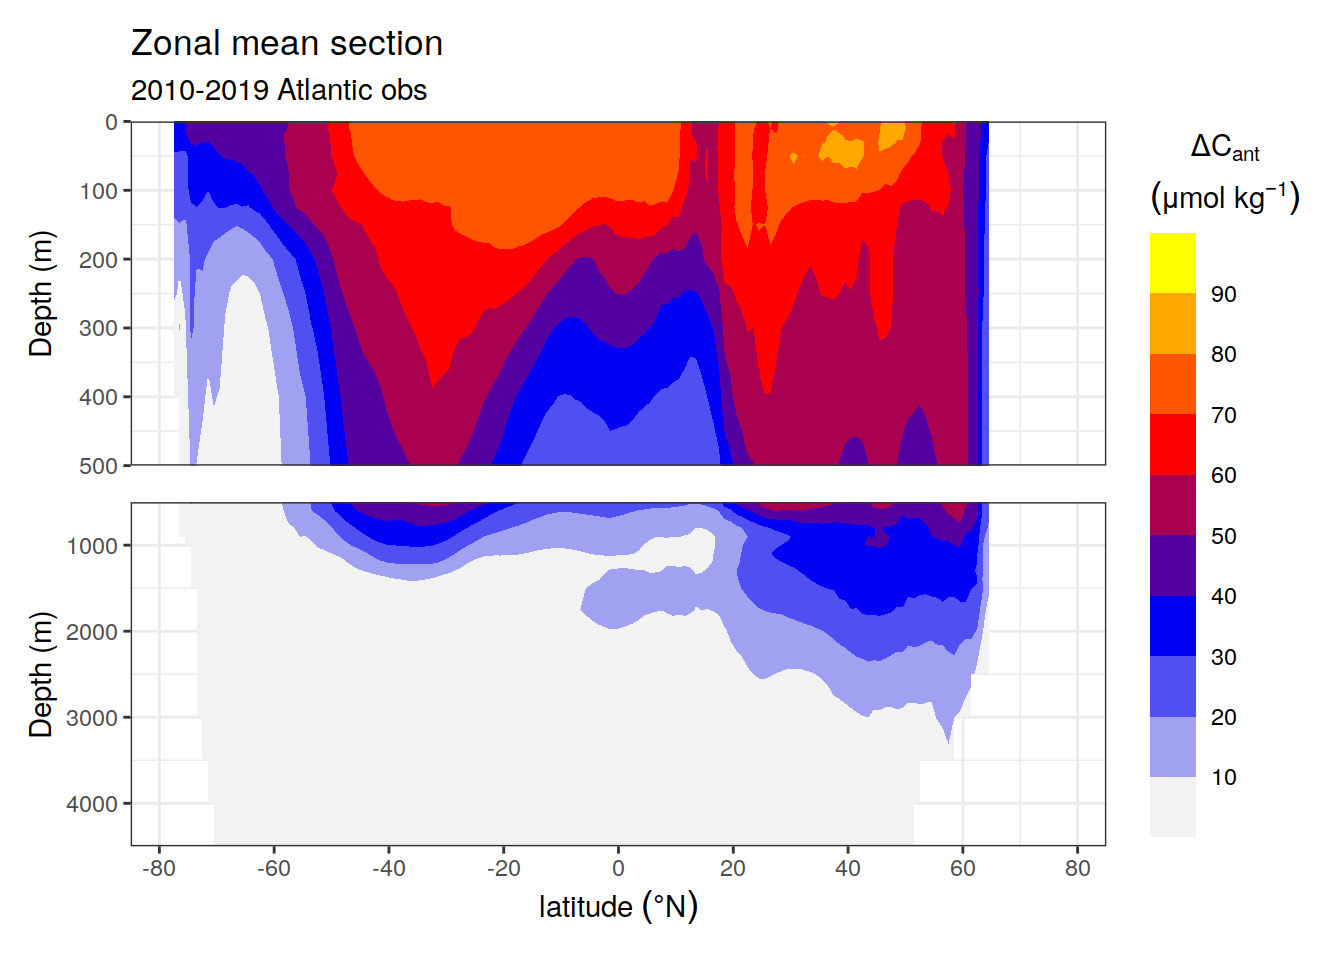 Zonal mean section
2010-2019 Atlantic obs
Depth (m)
0
100
200
300
400
500
Depth (m)
1000
2000
3000
4000
-80 -60 -40 -20 0 20 40 60 80
latitude (°N)
ΔCant
(μmol kg⁻¹)
90
80
70
60
50
40
30
20
10